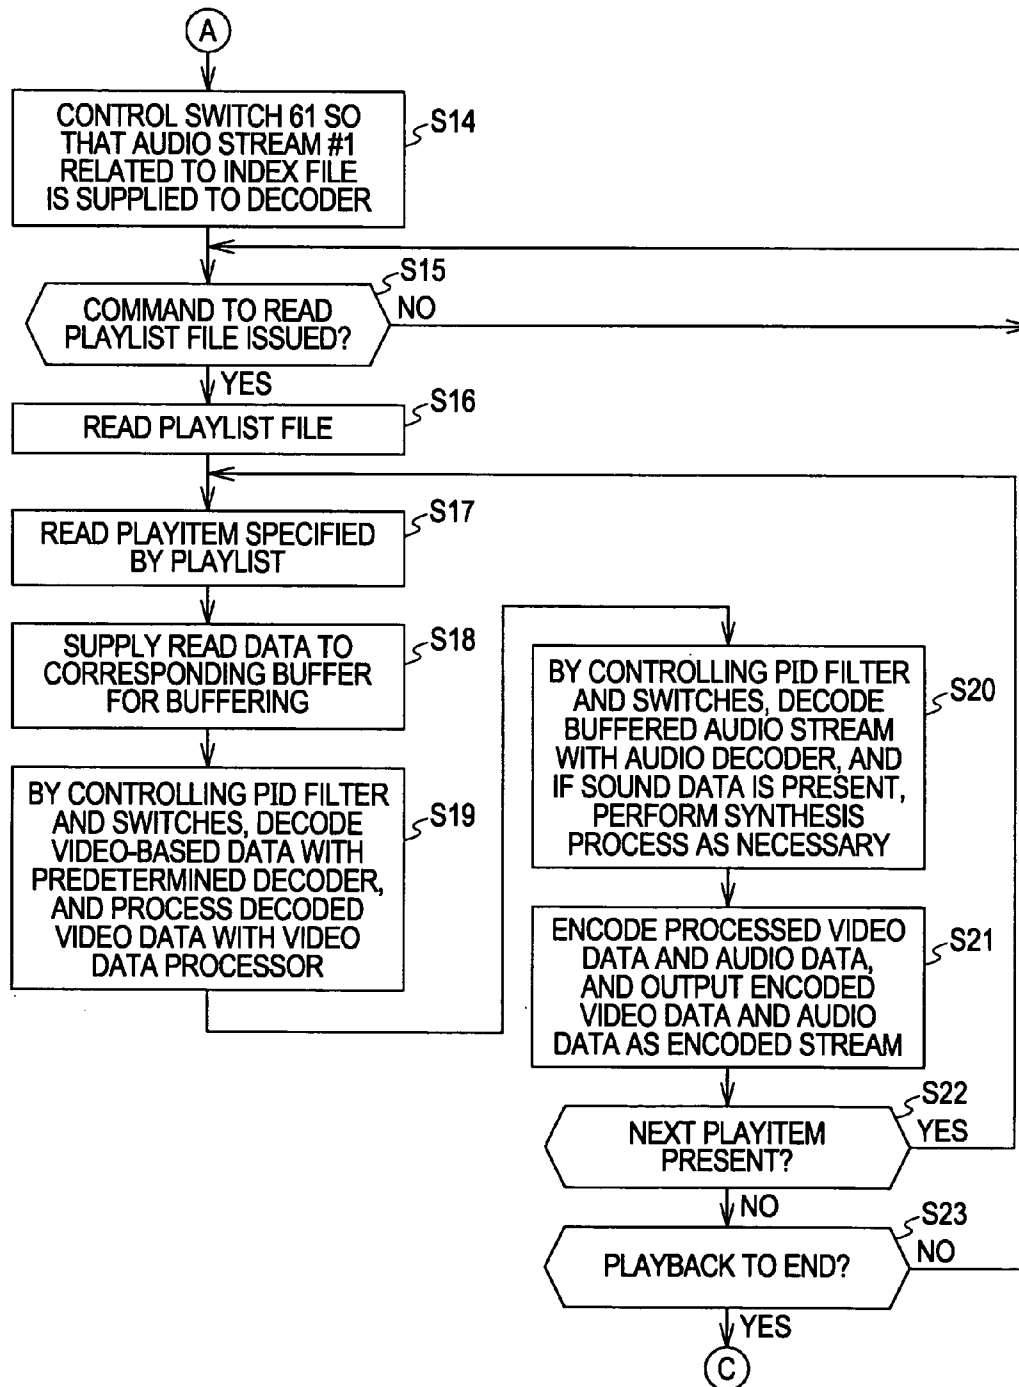 A
CONTROL SWITCH 61 SO
THAT AUDIO STREAM #1
RELATED TO INDEX FILE
IS SUPPLIED TO DECODER
S14
S15
COMMAND TO READ
PLAYLIST FILE ISSUED?
NO
YES
S16
READ PLAYLIST FILE
S17
READ PLAYITEM SPECIFIED
BY PLAYLIST
S18
SUPPLY READ DATA TO
CORRESPONDING BUFFER
FOR BUFFERING
S19
BY CONTROLLING PID FILTER
AND SWITCHES, DECODE
VIDEO-BASED DATA WITH
PREDETERMINED DECODER,
AND PROCESS DECODED
VIDEO DATA WITH VIDEO
DATA PROCESSOR
S20
BY CONTROLLING PID FILTER
AND SWITCHES, DECODE
BUFFERED AUDIO STREAM
WITH AUDIO DECODER, AND
IF SOUND DATA IS PRESENT,
PERFORM SYNTHESIS
PROCESS AS NECESSARY
S21
ENCODE PROCESSED VIDEO
DATA AND AUDIO DATA,
AND OUTPUT ENCODED
VIDEO DATA AND AUDIO
DATA AS ENCODED STREAM
S22
NEXT PLAYITEM
PRESENT?
YES
NO
S23
PLAYBACK TO END?
NO
YES
C